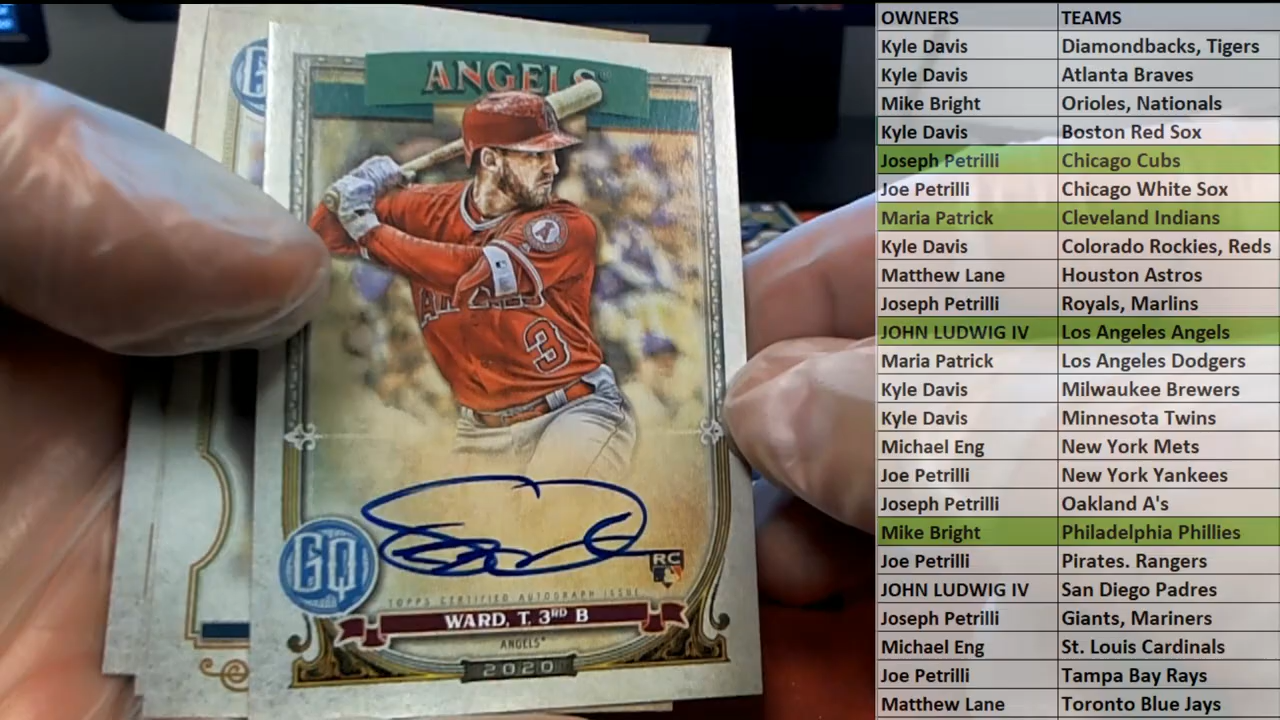 ANGELS
ANGELS
3
GQ
RC
TOPPS CERTIFIED AUTOGRAPH ISSUE
WARD, T. 3RD B
ANGELS
2020
OWNERS TEAMS
Kyle Davis Diamondbacks, Tigers
Kyle Davis Atlanta Braves
Mike Bright Orioles, Nationals
Kyle Davis Boston Red Sox
Joseph Petrilli Chicago Cubs
Joe Petrilli Chicago White Sox
Maria Patrick Cleveland Indians
Kyle Davis Colorado Rockies, Reds
Matthew Lane Houston Astros
Joseph Petrilli Royals, Marlins
JOHN LUDWIG IV Los Angeles Angels
Maria Patrick Los Angeles Dodgers
Kyle Davis Milwaukee Brewers
Kyle Davis Minnesota Twins
Michael Eng New York Mets
Joe Petrilli New York Yankees
Joseph Petrilli Oakland A's
Mike Bright Philadelphia Phillies
Joe Petrilli Pirates. Rangers
JOHN LUDWIG IV San Diego Padres
Joseph Petrilli Giants, Mariners
Michael Eng St. Louis Cardinals
Joe Petrilli Tampa Bay Rays
Matthew Lane Toronto Blue Jays